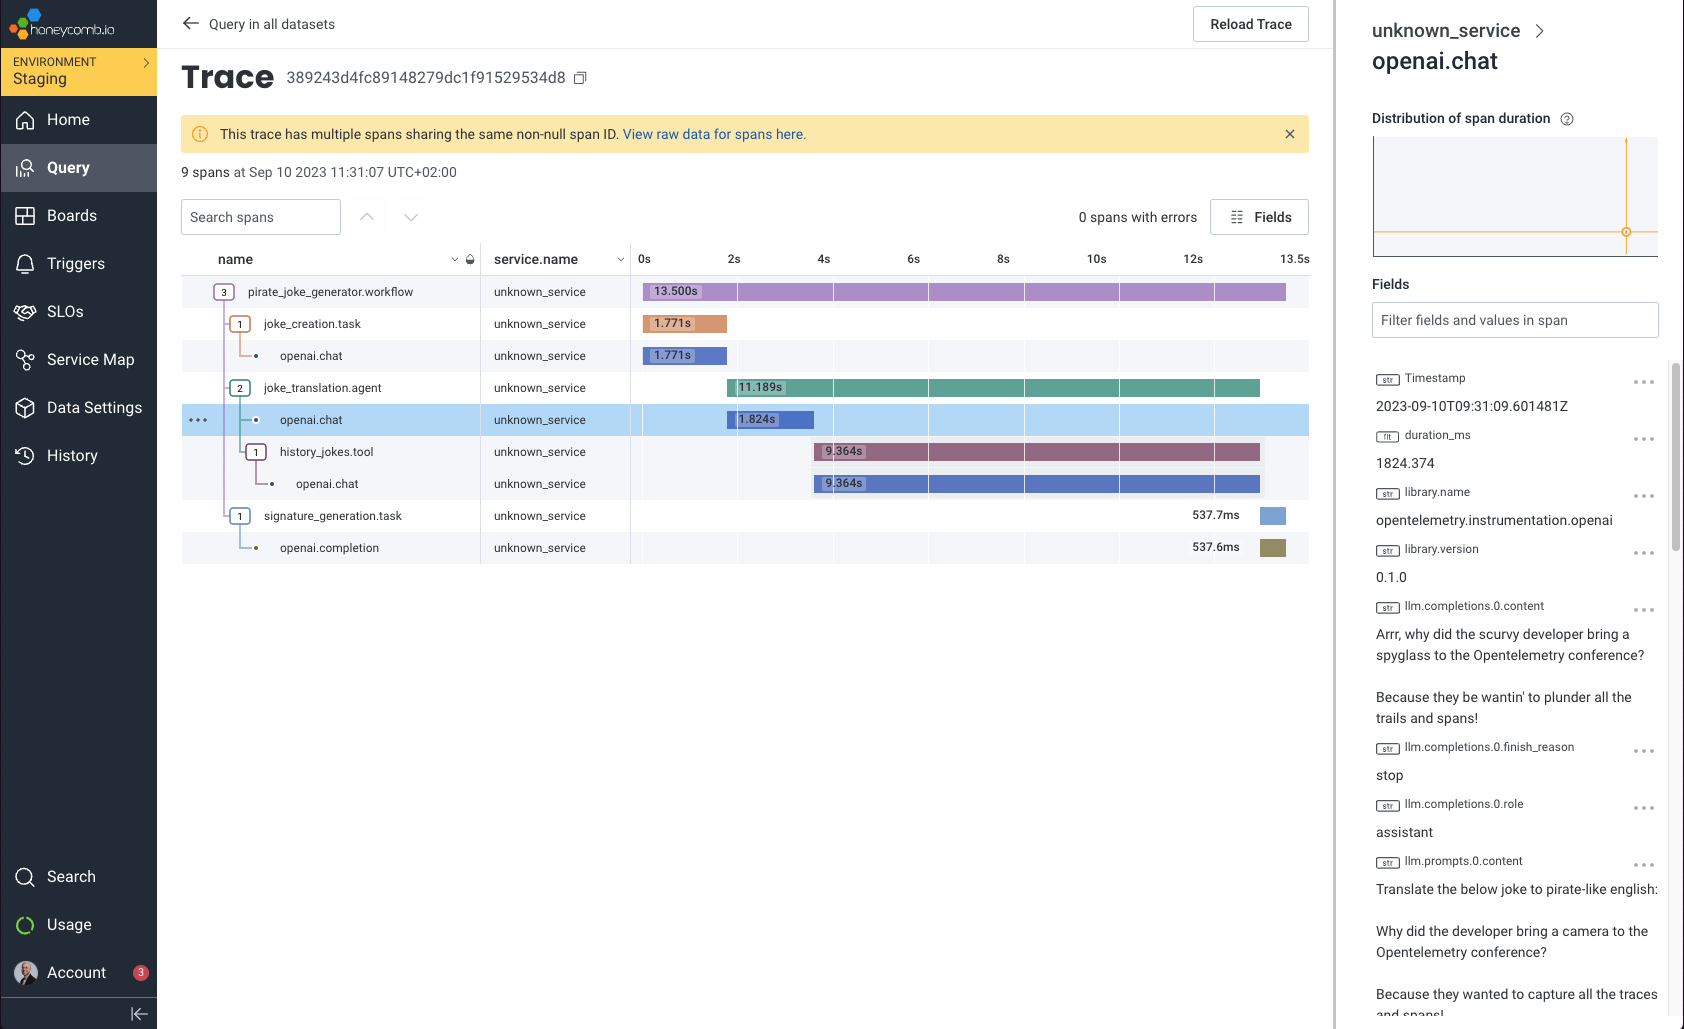 honeycomb.io
ENVIRONMENT
Staging
Home
Query
Boards
Triggers
SLOs
Service Map
Data Settings
History
Search
Usage
Account
3
Query in all datasets
Reload Trace
Trace 389243d4fc89148279dc1f91529534d8
This trace has multiple spans sharing the same non-null span ID. View raw data for spans here.
9 spans at Sep 10 2023 11:31:07 UTC+02:00
Search spans
0 spans with errors
Fields
name service.name 0s 2s 4s 6s 8s 10s 12s 13.5s
3 pirate_joke_generator.workflow unknown_service 13.500s
1 joke_creation.task unknown_service 1.771s
openai.chat unknown_service 1.771s
2 joke_translation.agent unknown_service 11.189s
openai.chat unknown_service 1.824s
1 history_jokes.tool unknown_service 9.364s
openai.chat unknown_service 9.364s
1 signature_generation.task unknown_service 537.7ms
openai.completion unknown_service 537.6ms
unknown_service
openai.chat
Distribution of span duration
Fields
Filter fields and values in span
str Timestamp
2023-09-10T09:31:09.601481Z
flt duration_ms
1824.374
str library.name
opentelemetry.instrumentation.openai
str library.version
0.1.0
str llm.completions.0.content
Arrr, why did the scurvy developer bring a
spyglass to the Opentelemetry conference?
Because they be wantin' to plunder all the
trails and spans!
str llm.completions.0.finish_reason
stop
str llm.completions.0.role
assistant
str llm.prompts.0.content
Translate the below joke to pirate-like english:
Why did the developer bring a camera to the
Opentelemetry conference?
Because they wanted to capture all the traces
and spans!